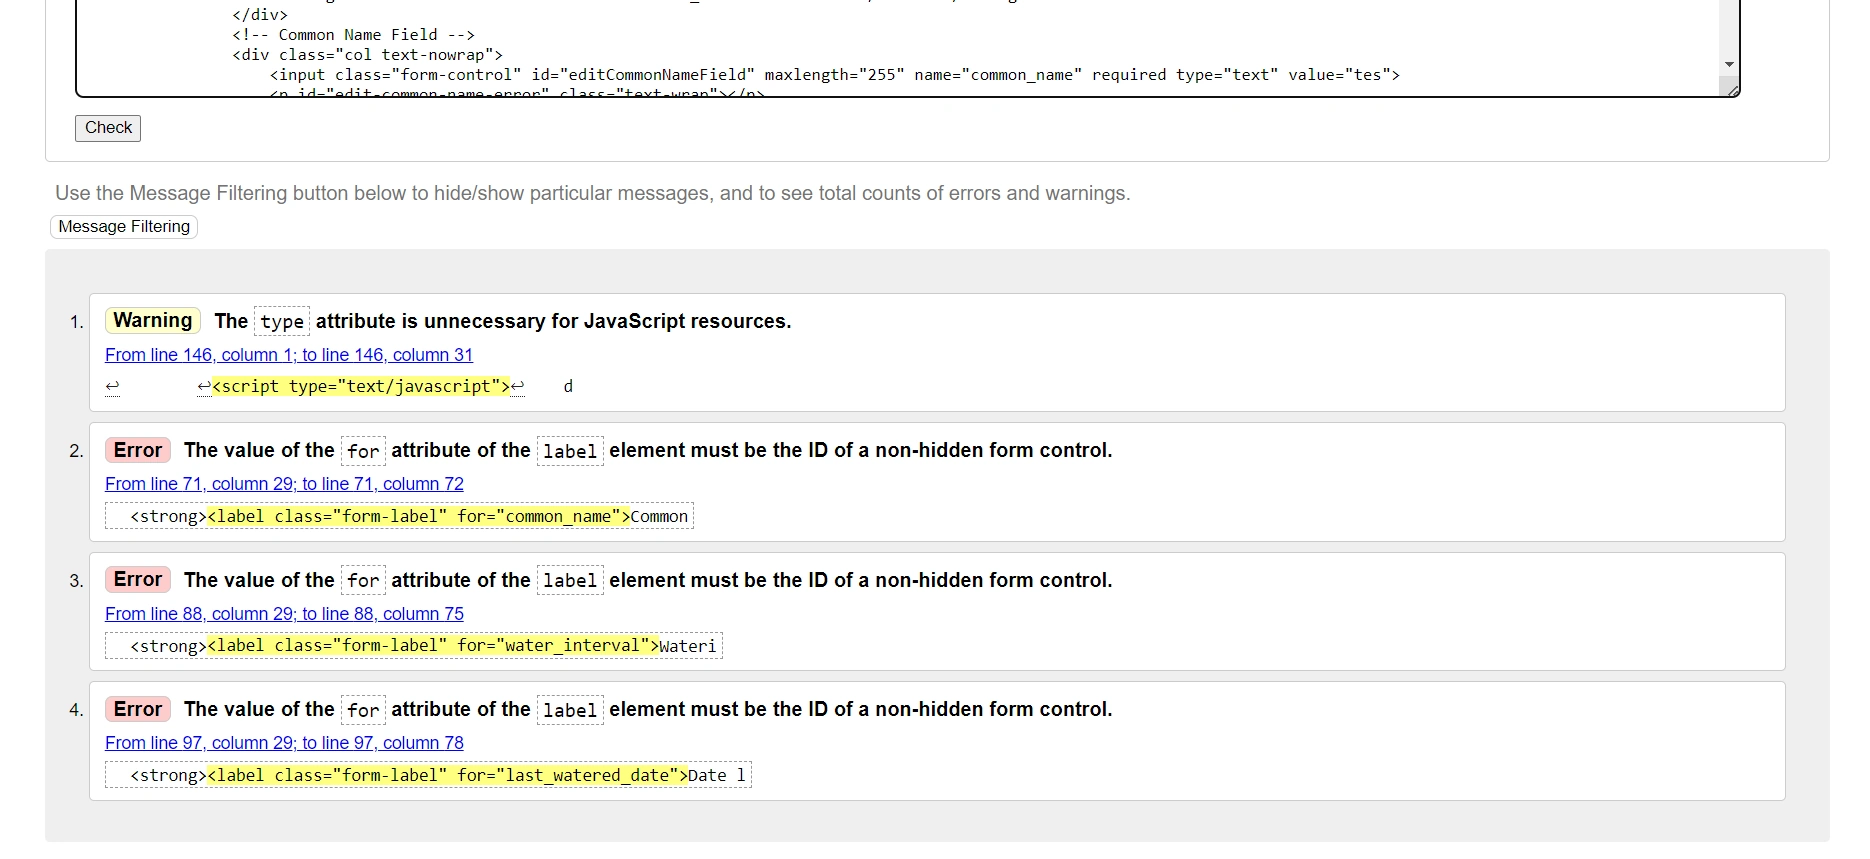 </div>
<!-- Common Name Field -->
<div class="col text-nowrap">
<input class="form-control" id="editCommonNameField" maxlength="255" name="common_name" required type="text" value="tes">
<p id="edit-common-name-error" class="text-wrap"></p>
Check
Use the Message Filtering button below to hide/show particular messages, and to see total counts of errors and warnings.
Message Filtering
1. Warning The type attribute is unnecessary for JavaScript resources.
From line 146, column 1; to line 146, column 31
↩ ↩<script type="text/javascript">↩ d
2. Error The value of the for attribute of the label element must be the ID of a non-hidden form control.
From line 71, column 29; to line 71, column 72
<strong><label class="form-label" for="common_name">Common
3. Error The value of the for attribute of the label element must be the ID of a non-hidden form control.
From line 88, column 29; to line 88, column 75
<strong><label class="form-label" for="water_interval">Wateri
4. Error The value of the for attribute of the label element must be the ID of a non-hidden form control.
From line 97, column 29; to line 97, column 78
<strong><label class="form-label" for="last_watered_date">Date l